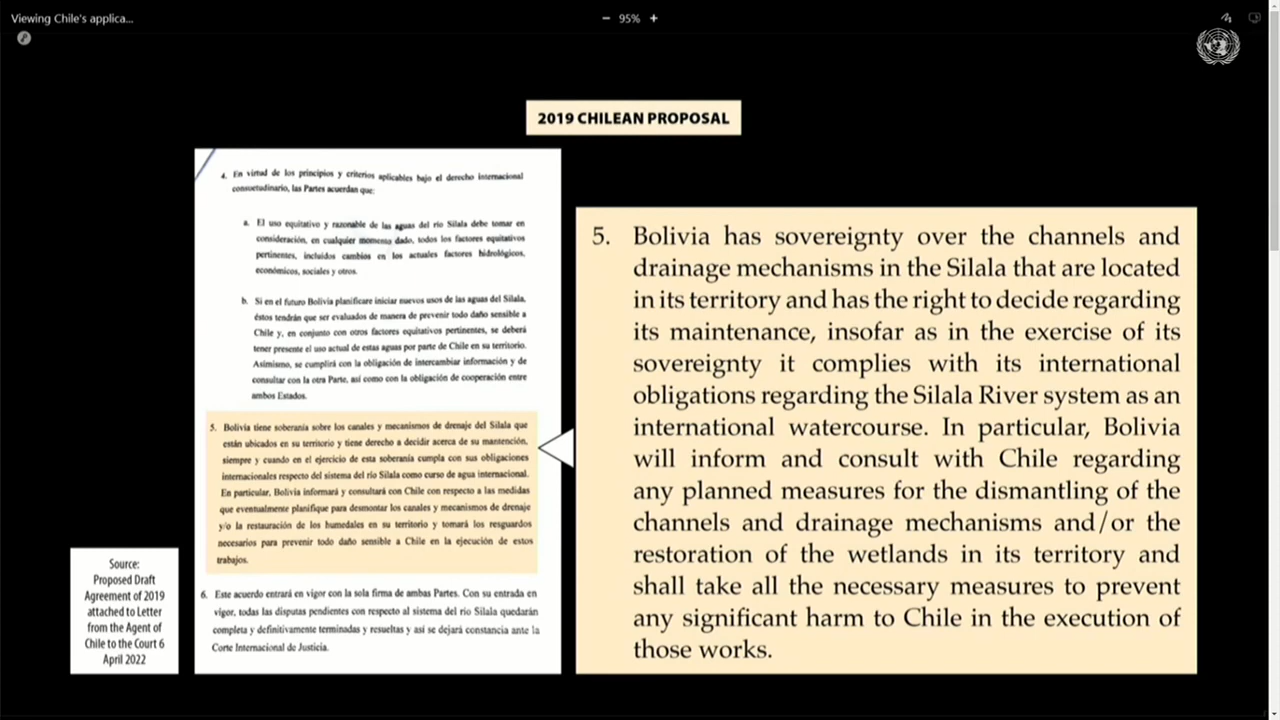 Viewing Chile's applica...
− 95% +
2019 CHILEAN PROPOSAL
4. En virtud de los principios y criterios aplicables bajo el derecho internacional
consuetudinario, las Partes acuerdan que:
a. El uso equitativo y razonable de las aguas del río Silala debe tomar en
consideración, en cualquier momento dado, todos los factores equitativos
pertinentes, incluidos cambios en los actuales factores hidrológicos,
económicos, sociales y otros.
b. Si en el futuro Bolivia planificare iniciar nuevos usos de las aguas del Silala,
éstos tendrán que ser evaluados de manera de prevenir todo daño sensible a
Chile y, en conjunto con otros factores equitativos pertinentes, se deberá
tener presente el uso actual de estas aguas por parte de Chile en su territorio.
Asimismo, se cumplirá con la obligación de intercambiar información y de
consultar con la otra Parte, así como con la obligación de cooperación entre
ambos Estados.
5. Bolivia tiene soberanía sobre los canales y mecanismos de drenaje del Silala que
están ubicados en su territorio y tiene derecho a decidir acerca de su mantención,
siempre y cuando en el ejercicio de esta soberanía cumpla con sus obligaciones
internacionales respecto del sistema del río Silala como curso de agua internacional.
En particular, Bolivia informará y consultará con Chile con respecto a las medidas
que eventualmente planifique para desmontar los canales y mecanismos de drenaje
y/o la restauración de los humedales en su territorio y tomará los resguardos
necesarios para prevenir todo daño sensible a Chile en la ejecución de estos
trabajos.
6. Este acuerdo entrará en vigor con la sola firma de ambas Partes. Con su entrada en
vigor, todas las disputas pendientes con respecto al sistema del río Silala quedarán
completa y definitivamente terminadas y resueltas y así se dejará constancia ante la
Corte Internacional de Justicia.
Source:
Proposed Draft
Agreement of 2019
attached to Letter
from the Agent of
Chile to the Court 6
April 2022
5. Bolivia has sovereignty over the channels and
drainage mechanisms in the Silala that are located
in its territory and has the right to decide regarding
its maintenance, insofar as in the exercise of its
sovereignty it complies with its international
obligations regarding the Silala River system as an
international watercourse. In particular, Bolivia
will inform and consult with Chile regarding
any planned measures for the dismantling of the
channels and drainage mechanisms and/or the
restoration of the wetlands in its territory and
shall take all the necessary measures to prevent
any significant harm to Chile in the execution of
those works.